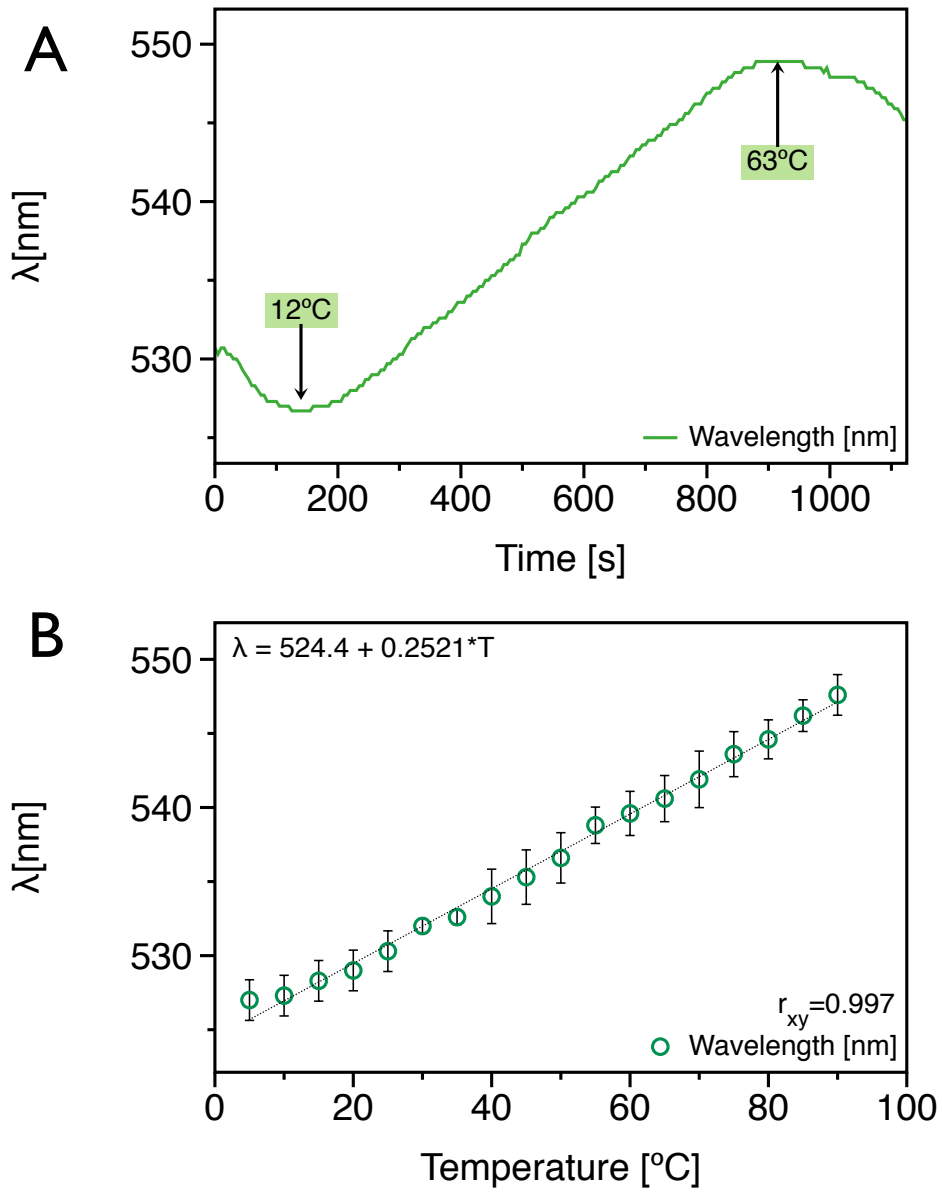 A
550
540
530
λ[nm]
12ºC
63ºC
Wavelength [nm]
0 200 400 600 800 1000
Time [s]
B
λ = 524.4 + 0.2521*T
550
540
530
λ[nm]
rxy=0.997
Wavelength [nm]
0 20 40 60 80 100
Temperature [ºC]